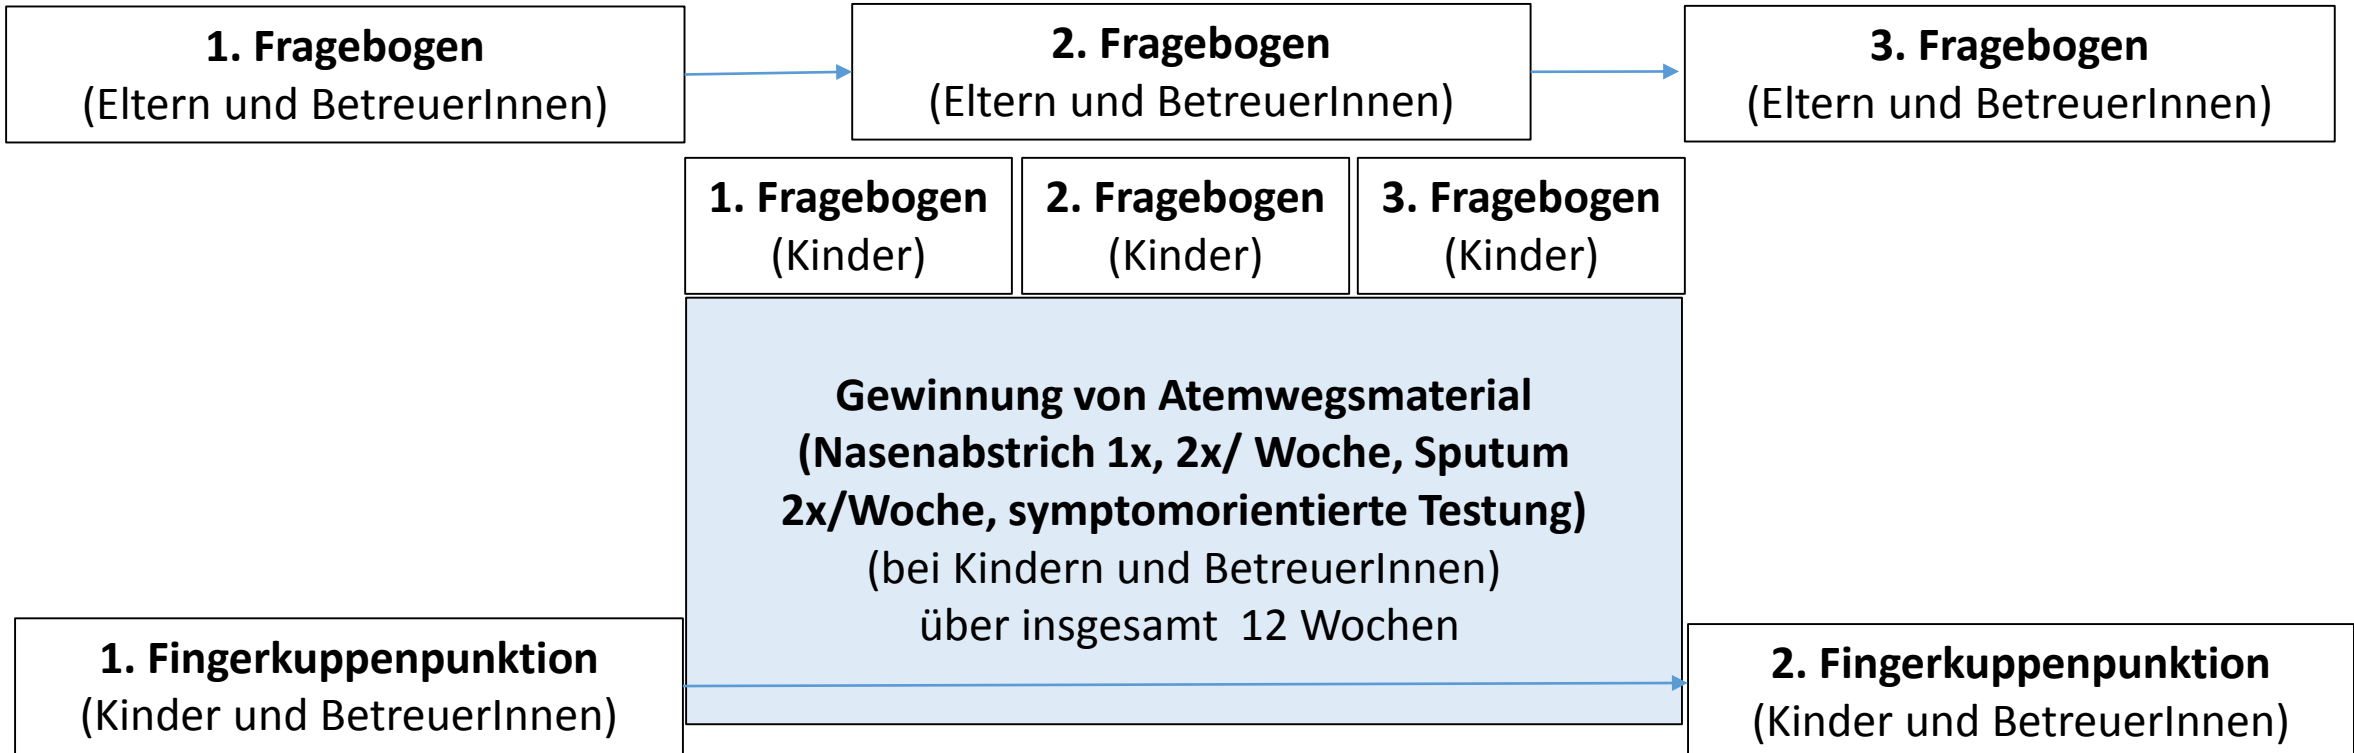 1. Fragebogen
(Eltern und BetreuerInnen)
2. Fragebogen
(Eltern und BetreuerInnen)
3. Fragebogen
(Eltern und BetreuerInnen)
1. Fragebogen
(Kinder)
2. Fragebogen
(Kinder)
3. Fragebogen
(Kinder)
Gewinnung von Atemwegsmaterial
(Nasenabstrich 1x, 2x/ Woche, Sputum
2x/Woche, symptomorientierte Testung)
(bei Kindern und BetreuerInnen)
über insgesamt 12 Wochen
1. Fingerkuppenpunktion
(Kinder und BetreuerInnen)
2. Fingerkuppenpunktion
(Kinder und BetreuerInnen)